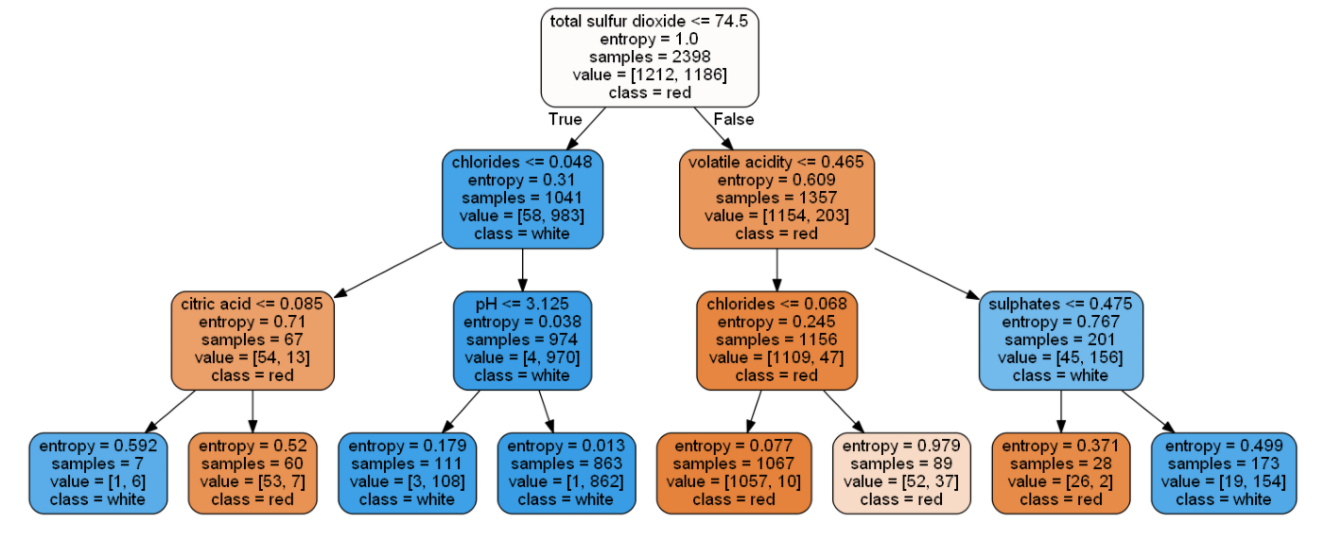 total sulfur dioxide <= 74.5
entropy = 1.0
samples = 2398
value = [1212, 1186]
class = red
True
False
chlorides <= 0.048
entropy = 0.31
samples = 1041
value = [58, 983]
class = white
volatile acidity <= 0.465
entropy = 0.609
samples = 1357
value = [1154, 203]
class = red
citric acid <= 0.085
entropy = 0.71
samples = 67
value = [54, 13]
class = red
pH <= 3.125
entropy = 0.038
samples = 974
value = [4, 970]
class = white
chlorides <= 0.068
entropy = 0.245
samples = 1156
value = [1109, 47]
class = red
sulphates <= 0.475
entropy = 0.767
samples = 201
value = [45, 156]
class = white
entropy = 0.592
samples = 7
value = [1, 6]
class = white
entropy = 0.52
samples = 60
value = [53, 7]
class = red
entropy = 0.179
samples = 111
value = [3, 108]
class = white
entropy = 0.013
samples = 863
value = [1, 862]
class = white
entropy = 0.077
samples = 1067
value = [1057, 10]
class = red
entropy = 0.979
samples = 89
value = [52, 37]
class = red
entropy = 0.371
samples = 28
value = [26, 2]
class = red
entropy = 0.499
samples = 173
value = [19, 154]
class = white